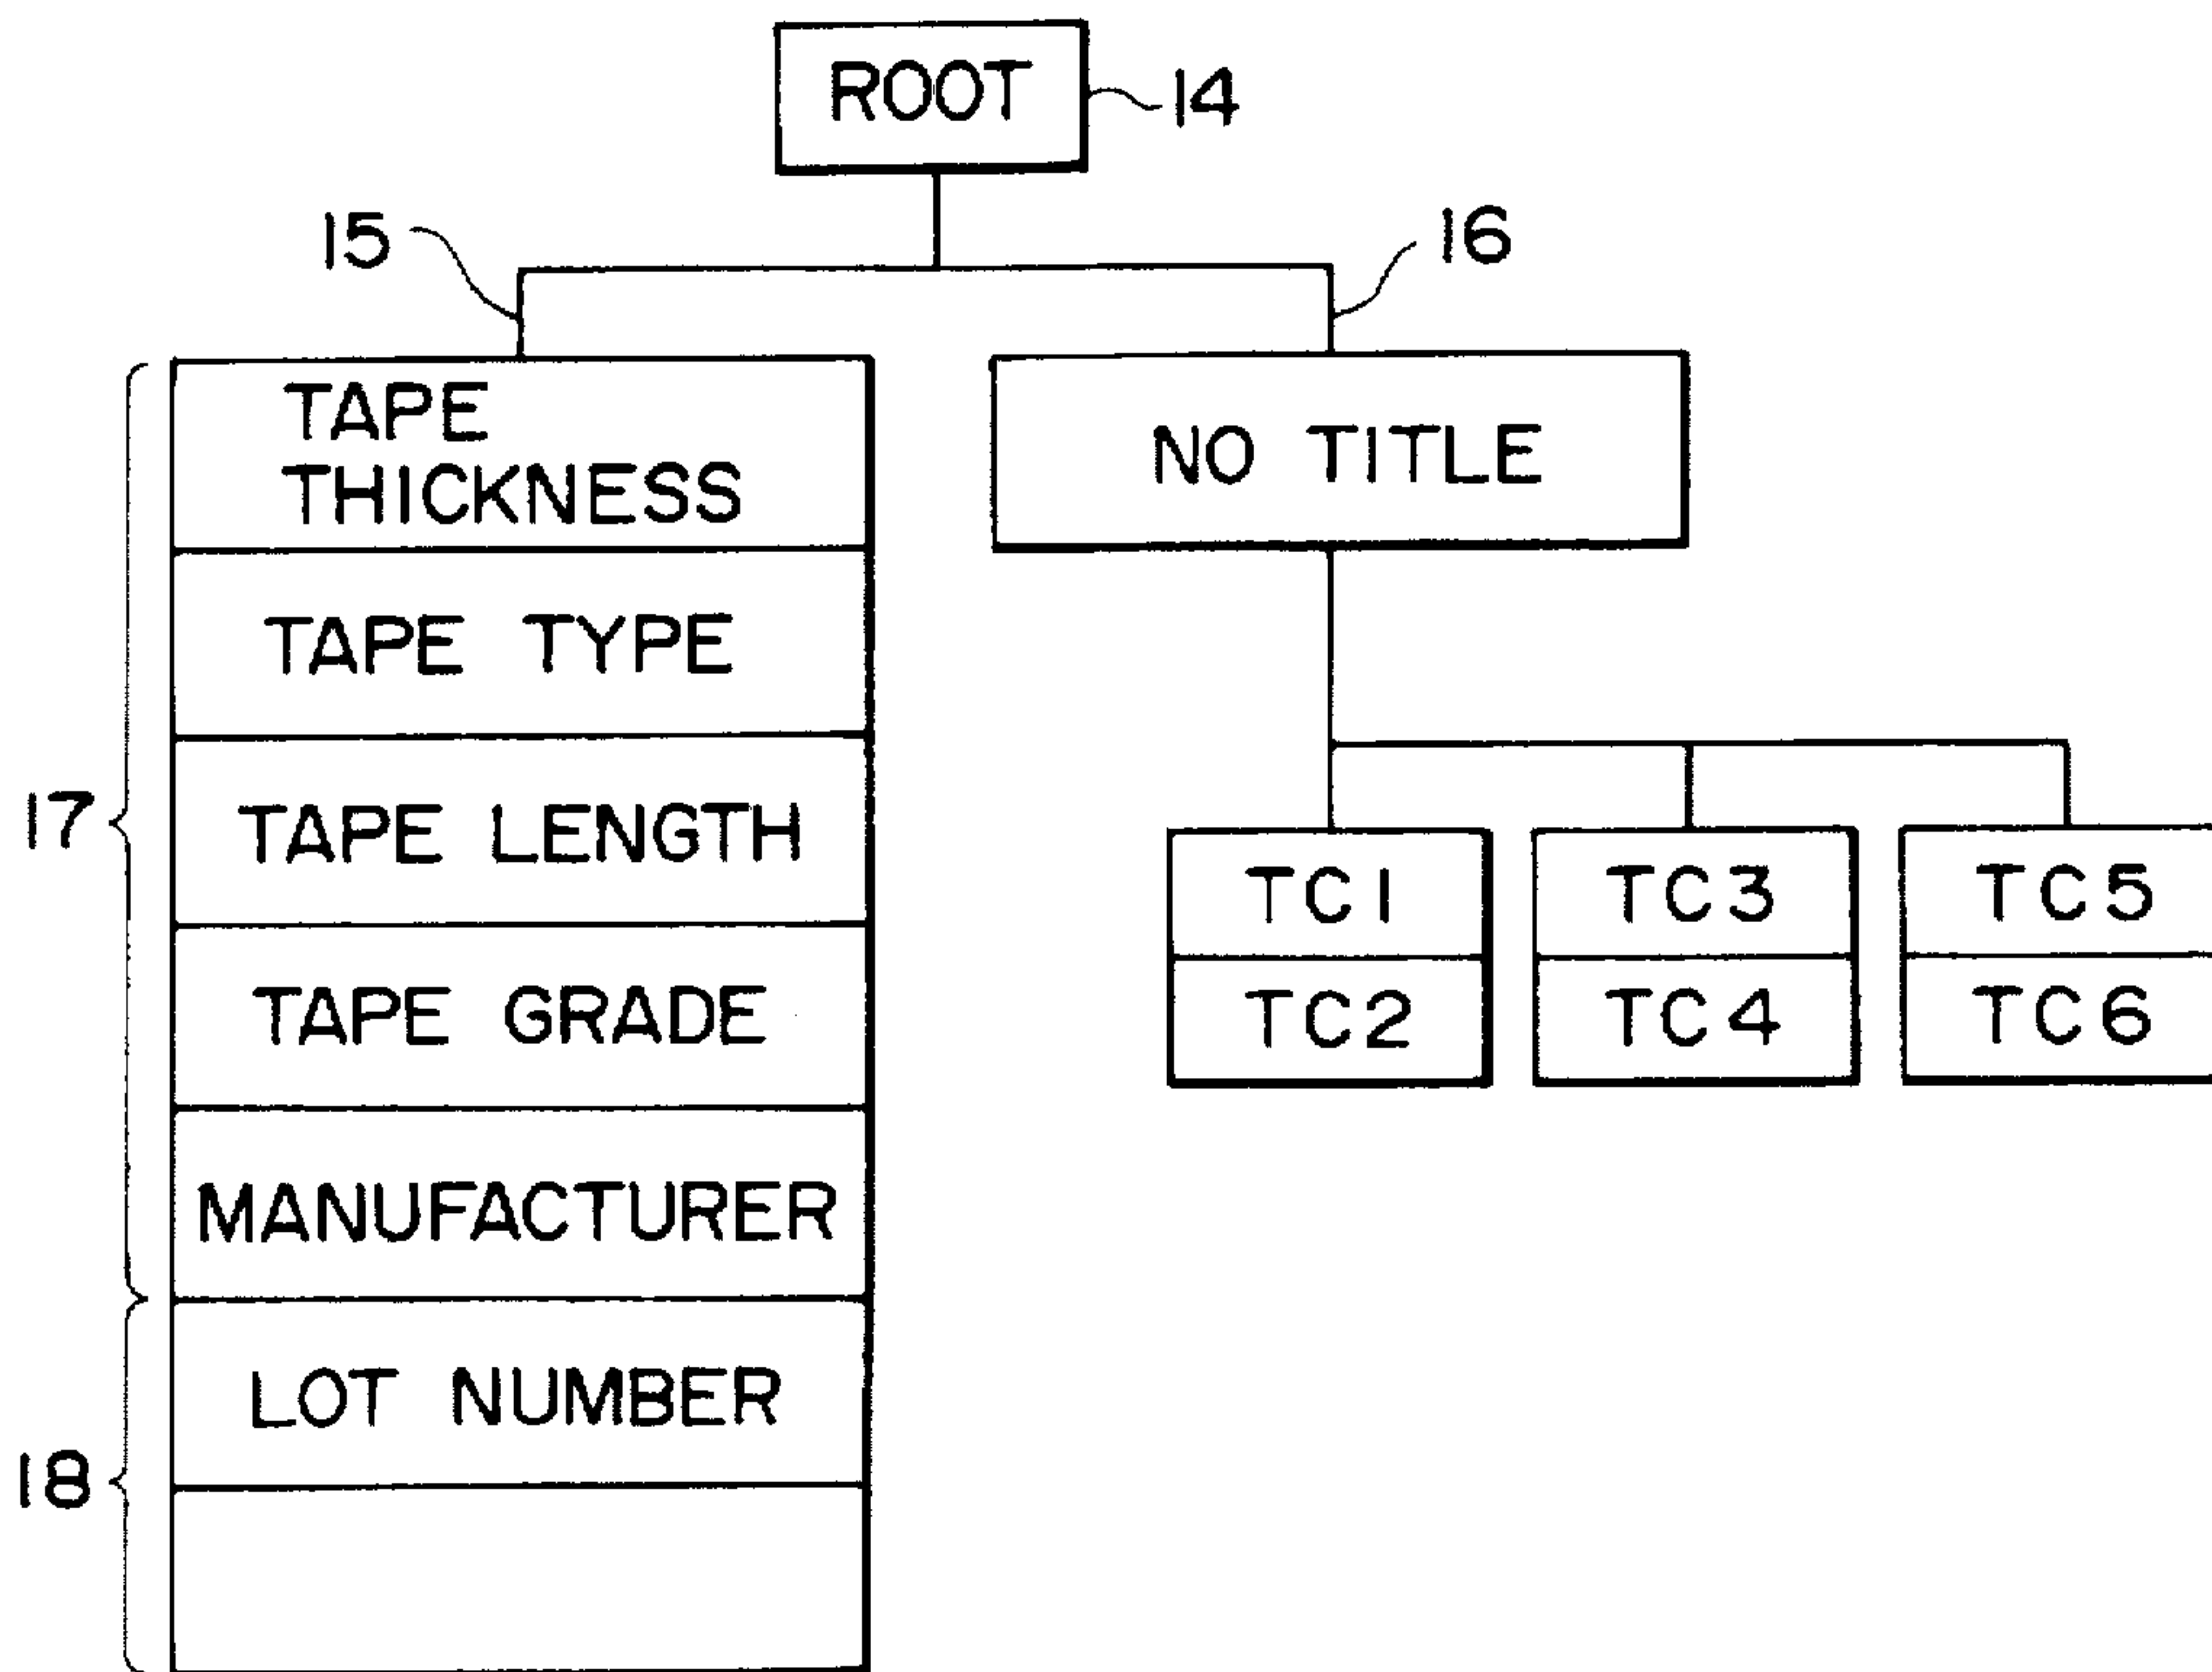 ROOT
14
15
16
TAPE
THICKNESS
NO TITLE
TAPE TYPE
17
TAPE LENGTH
TC1
TC3
TC5
TAPE GRADE
TC2
TC4
TC6
MANUFACTURER
LOT NUMBER
18